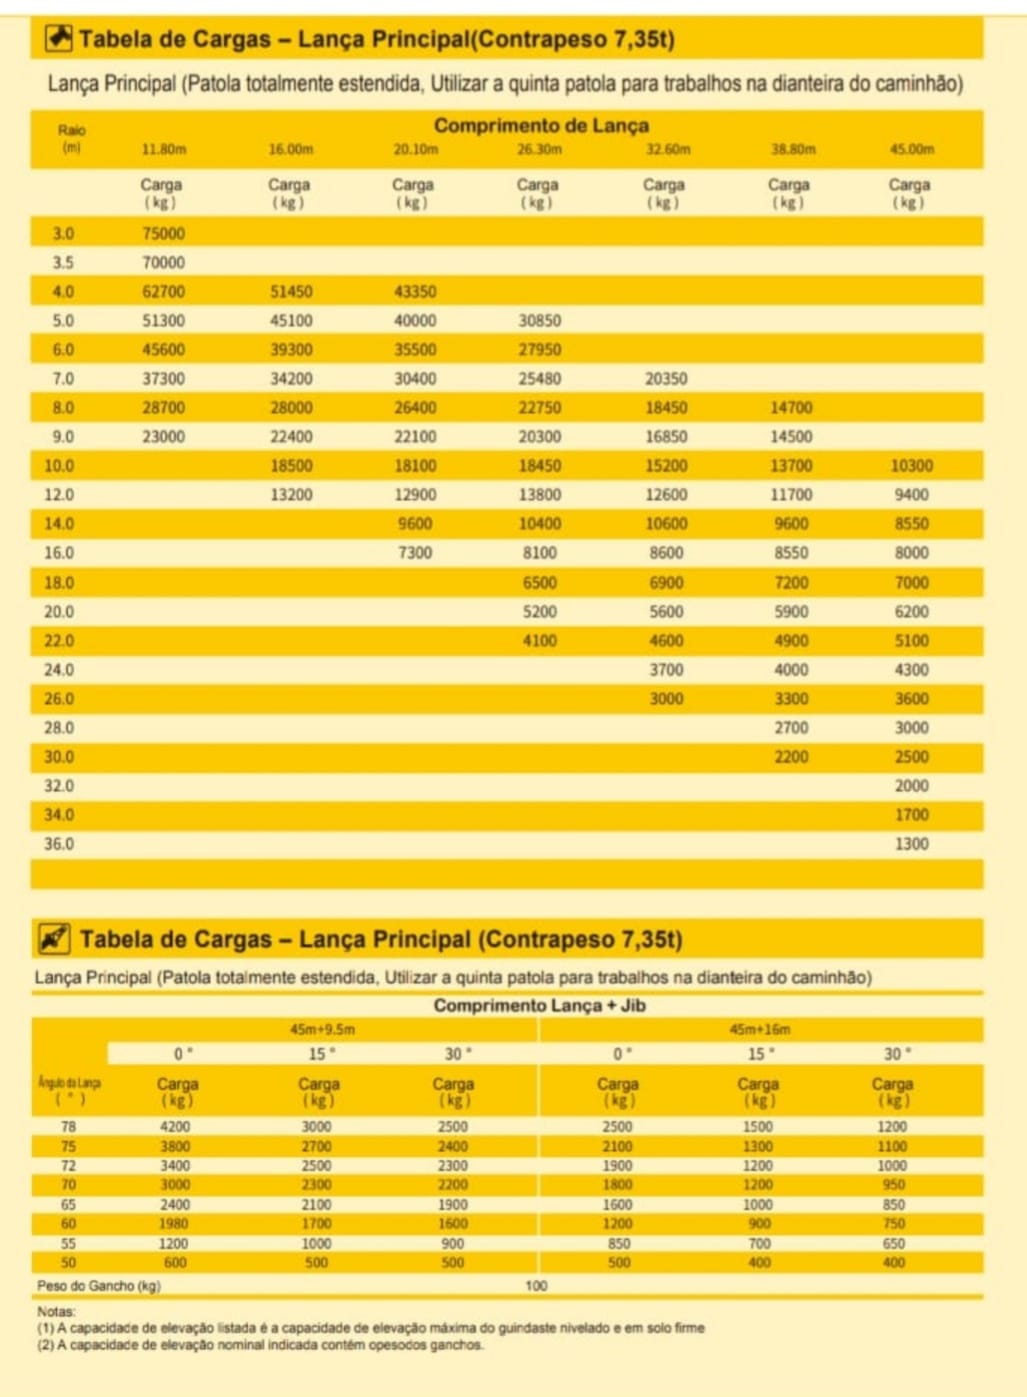 Tabela de Cargas – Lança Principal(Contrapeso 7,35t)
Lança Principal (Patola totalmente estendida, Utilizar a quinta patola para trabalhos na dianteira do caminhão)
Raio (m) Comprimento de Lança
11.80m 16.00m 20.10m 26.30m 32.60m 38.80m 45.00m
Carga Carga Carga Carga Carga Carga Carga
(kg) (kg) (kg) (kg) (kg) (kg) (kg)
3.0 75000
3.5 70000
4.0 62700 51450 43350
5.0 51300 45100 40000 30850
6.0 45600 39300 35500 27950
7.0 37300 34200 30400 25480 20350
8.0 28700 28000 26400 22750 18450 14700
9.0 23000 22400 22100 20300 16850 14500
10.0 18500 18100 18450 15200 13700 10300
12.0 13200 12900 13800 12600 11700 9400
14.0 9600 10400 10600 9600 8550
16.0 7300 8100 8600 8550 8000
18.0 6500 6900 7200 7000
20.0 5200 5600 5900 6200
22.0 4100 4600 4900 5100
24.0 3700 4000 4300
26.0 3000 3300 3600
28.0 2700 3000
30.0 2200 2500
32.0 2000
34.0 1700
36.0 1300
Tabela de Cargas – Lança Principal (Contrapeso 7,35t)
Lança Principal (Patola totalmente estendida, Utilizar a quinta patola para trabalhos na dianteira do caminhão)
Comprimento Lança + Jib
45m+9.5m 45m+16m
0° 15° 30° 0° 15° 30°
Ângulo da Lança Carga Carga Carga Carga Carga Carga
(°) (kg) (kg) (kg) (kg) (kg) (kg)
78 4200 3000 2500 2500 1500 1200
75 3800 2700 2400 2100 1300 1100
72 3400 2500 2300 1900 1200 1000
70 3000 2300 2200 1800 1200 950
65 2400 2100 1900 1600 1000 850
60 1980 1700 1600 1200 900 750
55 1200 1000 900 850 700 650
50 600 500 500 500 400 400
Peso do Gancho (kg) 100
Notas:
(1) A capacidade de elevação listada é a capacidade de elevação máxima do guindaste nivelado e em solo firme
(2) A capacidade de elevação nominal indicada contém opesodos ganchos.